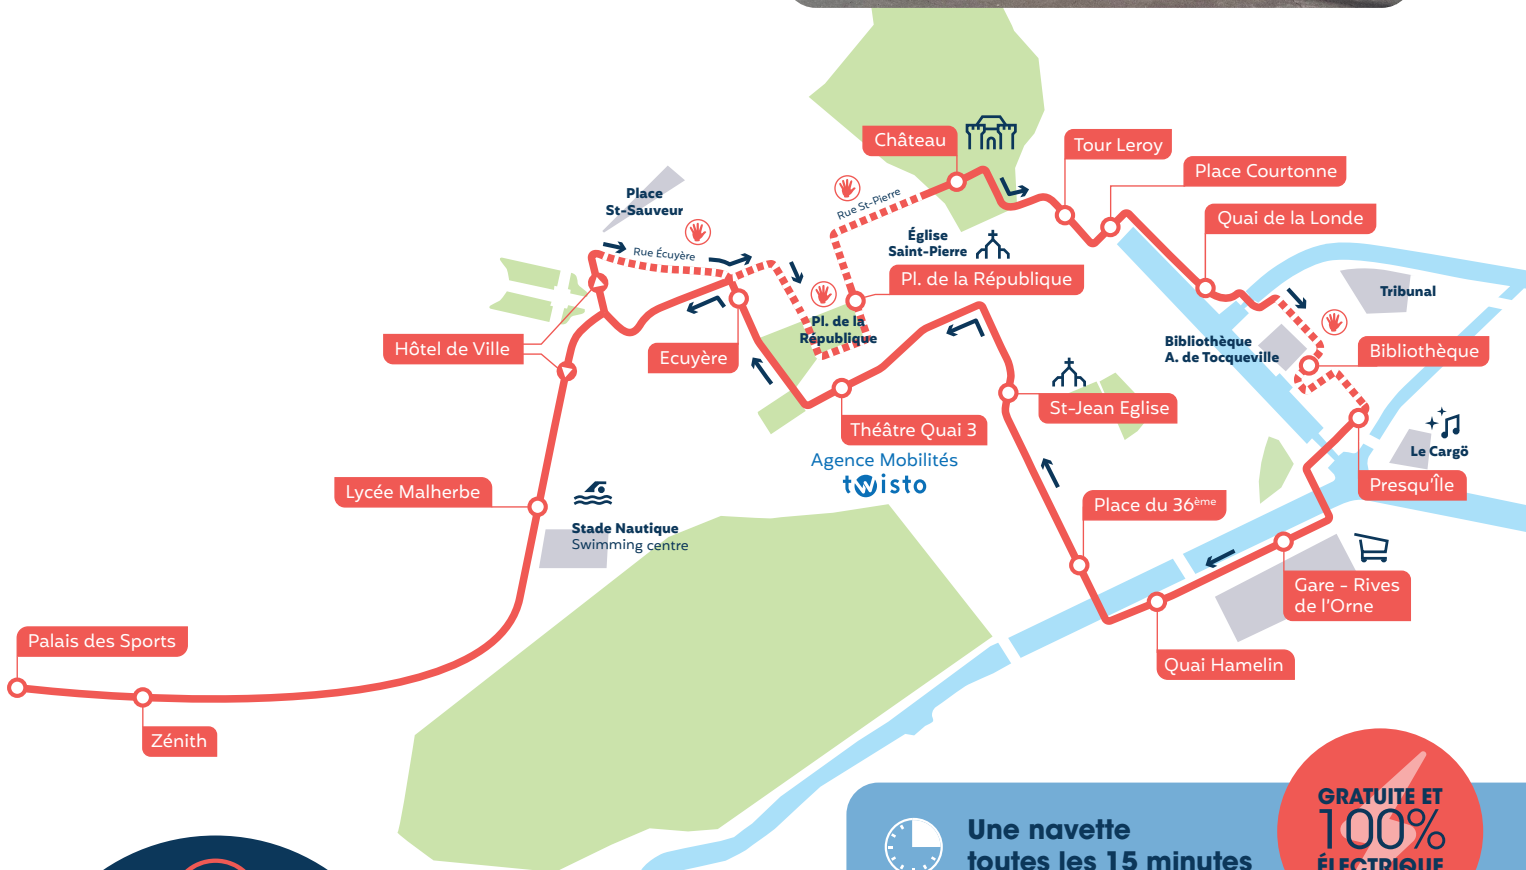 Château
Tour Leroy
Place Courtonne
Rue St-Pierre
Place
St-Sauveur
Quai de la Londe
Rue Écuyère
Église
Saint-Pierre
Pl. de la République
Tribunal
Pl. de la
République
Hôtel de Ville
Ecuyère
Bibliothèque
A. de Tocqueville
Bibliothèque
St-Jean Eglise
Théâtre Quai 3
Agence Mobilités
twisto
Le Cargö
Lycée Malherbe
Presqu'Île
Place du 36ème
Stade Nautique
Swimming centre
Gare - Rives
de l'Orne
Palais des Sports
Quai Hamelin
Zénith
Une navette
toutes les 15 minutes
GRATUITE ET
100%
ÉLECTRIQUE